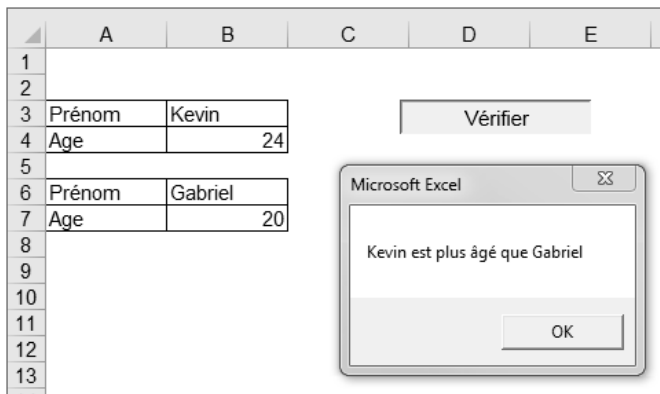 A B C D E
1
2
3 Prénom Kevin Vérifier
4 Age 24
5
6 Prénom Gabriel
7 Age 20
8
9
10
11
12
13
Microsoft Excel
Kevin est plus âgé que Gabriel
OK